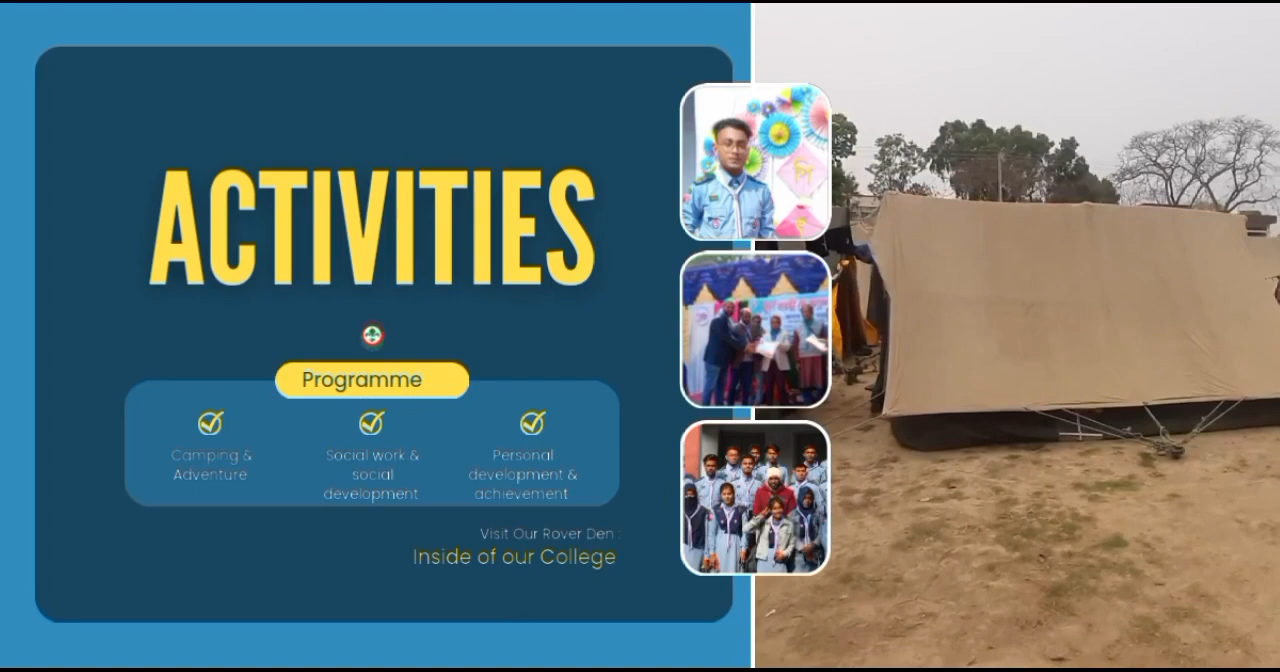 ACTIVITIES
Programme
Camping &
Adventure
Social work &
social
development
Personal
development &
achievement
Visit Our Rover Den :
Inside of our College